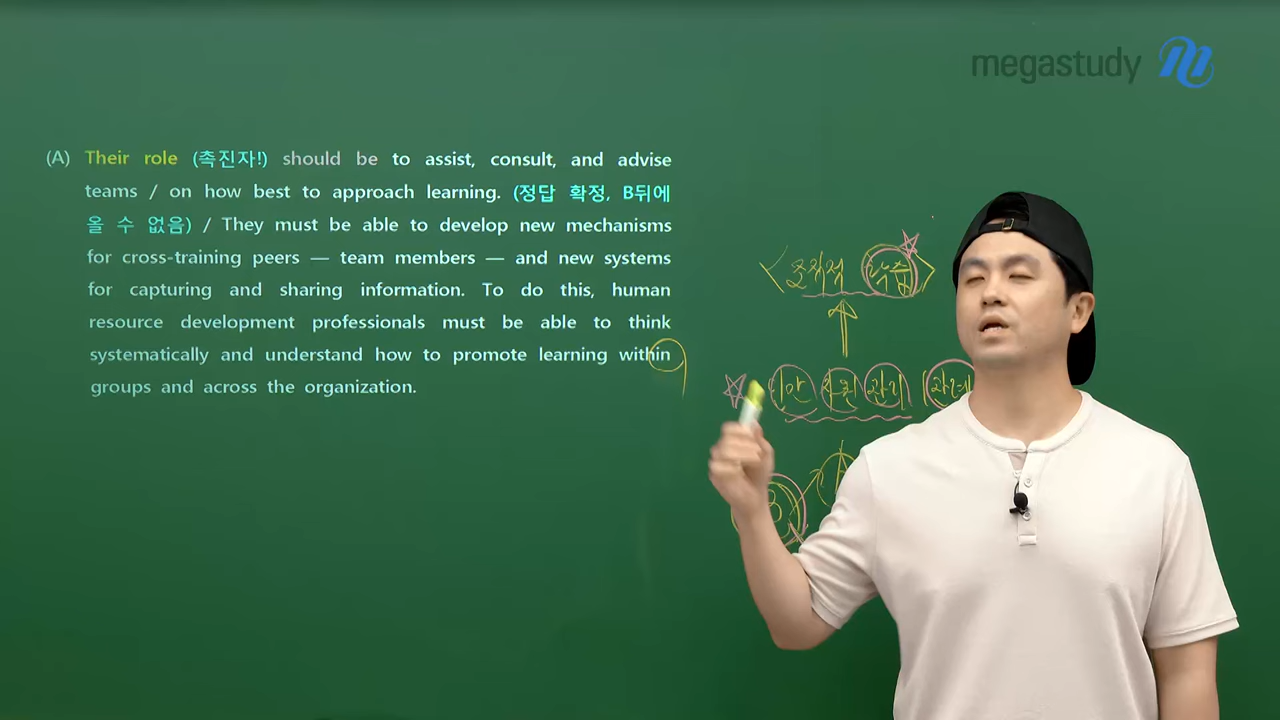 megastudy
(A) Their role (촉진자!) should be to assist, consult, and advise
teams / on how best to approach learning. (정답 확정, B뒤에
올 수 없음) / They must be able to develop new mechanisms
for cross-training peers — team members — and new systems
for capturing and sharing information. To do this, human
resource development professionals must be able to think
systematically and understand how to promote learning within
groups and across the organization.
조직적 학습
관리
B A